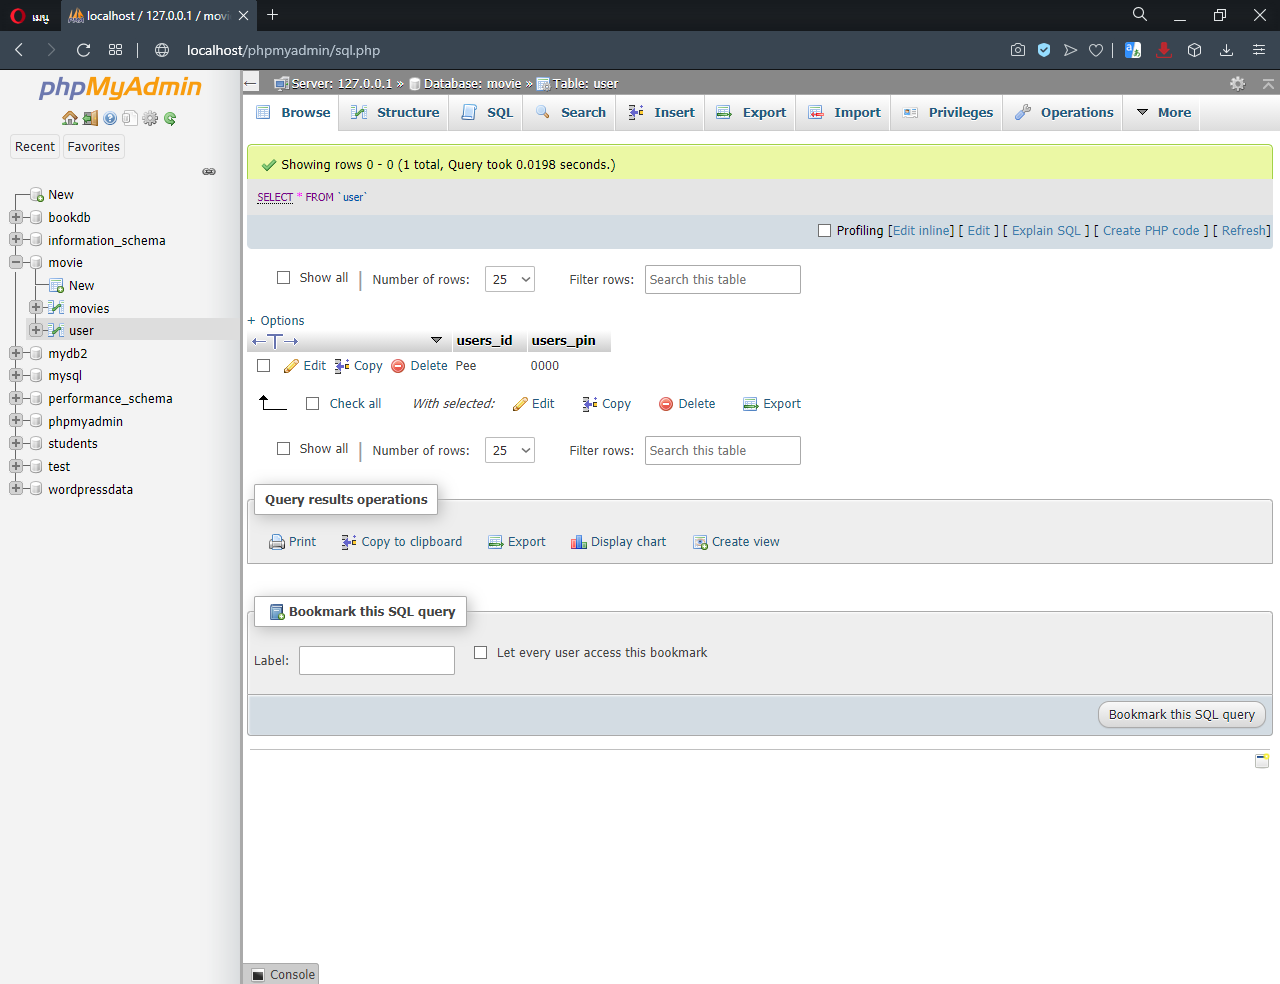 เมนู
localhost / 127.0.0.1 / movi
localhost/phpmyadmin/sql.php
phpMyAdmin
Recent
Favorites
New
bookdb
information_schema
movie
New
movies
user
mydb2
mysql
performance_schema
phpmyadmin
students
test
wordpressdata
Server: 127.0.0.1 » Database: movie » Table: user
Browse Structure SQL Search Insert Export Import Privileges Operations More
Showing rows 0 - 0 (1 total, Query took 0.0198 seconds.)
SELECT * FROM `user`
Profiling [Edit inline] [ Edit ] [ Explain SQL ] [ Create PHP code ] [ Refresh]
Show all Number of rows: 25 Filter rows: Search this table
+ Options
←T→ users_id users_pin
Edit Copy Delete Pee 0000
Check all With selected: Edit Copy Delete Export
Show all Number of rows: 25 Filter rows: Search this table
Query results operations
Print Copy to clipboard Export Display chart Create view
Bookmark this SQL query
Label: Let every user access this bookmark
Bookmark this SQL query
Console